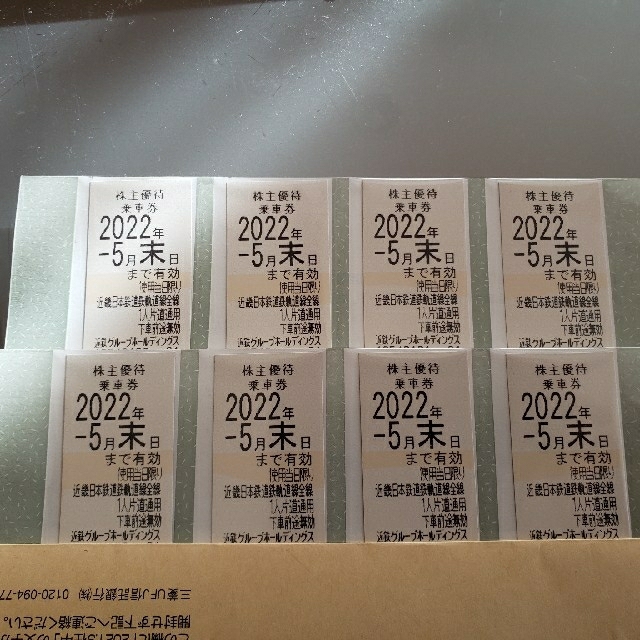 株主優待
乗車券
2022年
-5月末日
まで有効
使用当日限り
近畿日本鉄道鉄軌道線全線
1人片道通用
下車前途無効
近鉄グループホールディングス
株主優待
乗車券
2022年
-5月末日
まで有効
使用当日限り
近畿日本鉄道鉄軌道線全線
1人片道通用
下車前途無効
近鉄グループホールディングス
株主優待
乗車券
2022年
-5月末日
まで有効
使用当日限り
近畿日本鉄道鉄軌道線全線
1人片道通用
下車前途無効
近鉄グループホールディングス
株主優待
乗車券
2022年
-5月末日
まで有効
使用当日限り
近畿日本鉄道鉄軌道線全線
1人片道通用
下車前途無効
近鉄グループホールディングス
株主優待
乗車券
2022年
-5月末日
まで有効
使用当日限り
近畿日本鉄道鉄軌道線全線
1人片道通用
下車前途無効
近鉄グループホールディングス
株主優待
乗車券
2022年
-5月末日
まで有効
使用当日限り
近畿日本鉄道鉄軌道線全線
1人片道通用
下車前途無効
近鉄グループホールディングス
株主優待
乗車券
2022年
-5月末日
まで有効
使用当日限り
近畿日本鉄道鉄軌道線全線
1人片道通用
下車前途無効
近鉄グループホールディングス
株主優待
乗車券
2022年
-5月末日
まで有効
使用当日限り
近畿日本鉄道鉄軌道線全線
1人片道通用
下車前途無効
近鉄グループホールディングス
開封せず下記へご連絡ください。
三菱UFJ信託銀行(株) 0120-094-77